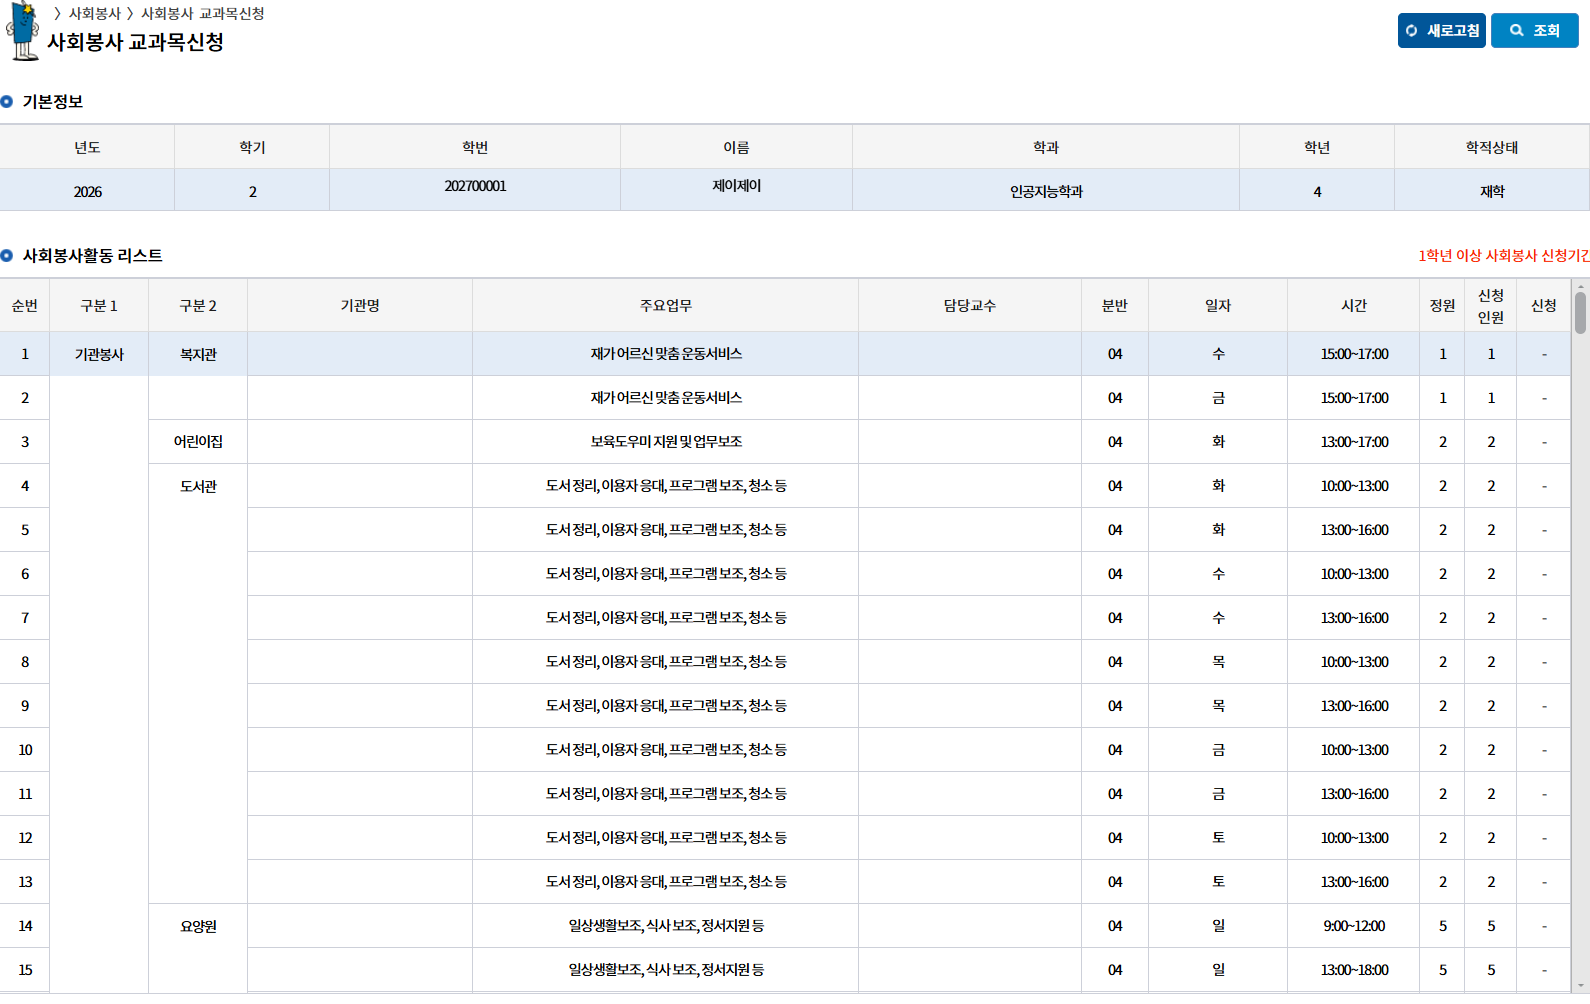 〉 사회봉사 〉 사회봉사 교과목신청
사회봉사 교과목신청
새로고침 조회
기본정보
년도 학기 학번 이름 학과 학년 학적상태
2026 2 202700001 제이제이 인공지능학과 4 재학
사회봉사활동 리스트 1학년 이상 사회봉사 신청기간
순번 구분 1 구분 2 기관명 주요업무 담당교수 분반 일자 시간 정원 신청 인원 신청
1 기관봉사 복지관 재가 어르신 맞춤 운동서비스 04 수 15:00~17:00 1 1 -
2 재가 어르신 맞춤 운동서비스 04 금 15:00~17:00 1 1 -
3 어린이집 보육도우미 지원 및 업무보조 04 화 13:00~17:00 2 2 -
4 도서관 도서 정리, 이용자 응대, 프로그램 보조, 청소 등 04 화 10:00~13:00 2 2 -
5 도서 정리, 이용자 응대, 프로그램 보조, 청소 등 04 화 13:00~16:00 2 2 -
6 도서 정리, 이용자 응대, 프로그램 보조, 청소 등 04 수 10:00~13:00 2 2 -
7 도서 정리, 이용자 응대, 프로그램 보조, 청소 등 04 수 13:00~16:00 2 2 -
8 도서 정리, 이용자 응대, 프로그램 보조, 청소 등 04 목 10:00~13:00 2 2 -
9 도서 정리, 이용자 응대, 프로그램 보조, 청소 등 04 목 13:00~16:00 2 2 -
10 도서 정리, 이용자 응대, 프로그램 보조, 청소 등 04 금 10:00~13:00 2 2 -
11 도서 정리, 이용자 응대, 프로그램 보조, 청소 등 04 금 13:00~16:00 2 2 -
12 도서 정리, 이용자 응대, 프로그램 보조, 청소 등 04 토 10:00~13:00 2 2 -
13 도서 정리, 이용자 응대, 프로그램 보조, 청소 등 04 토 13:00~16:00 2 2 -
14 요양원 일상생활보조, 식사 보조, 정서지원 등 04 일 9:00~12:00 5 5 -
15 일상생활보조, 식사 보조, 정서지원 등 04 일 13:00~18:00 5 5 -